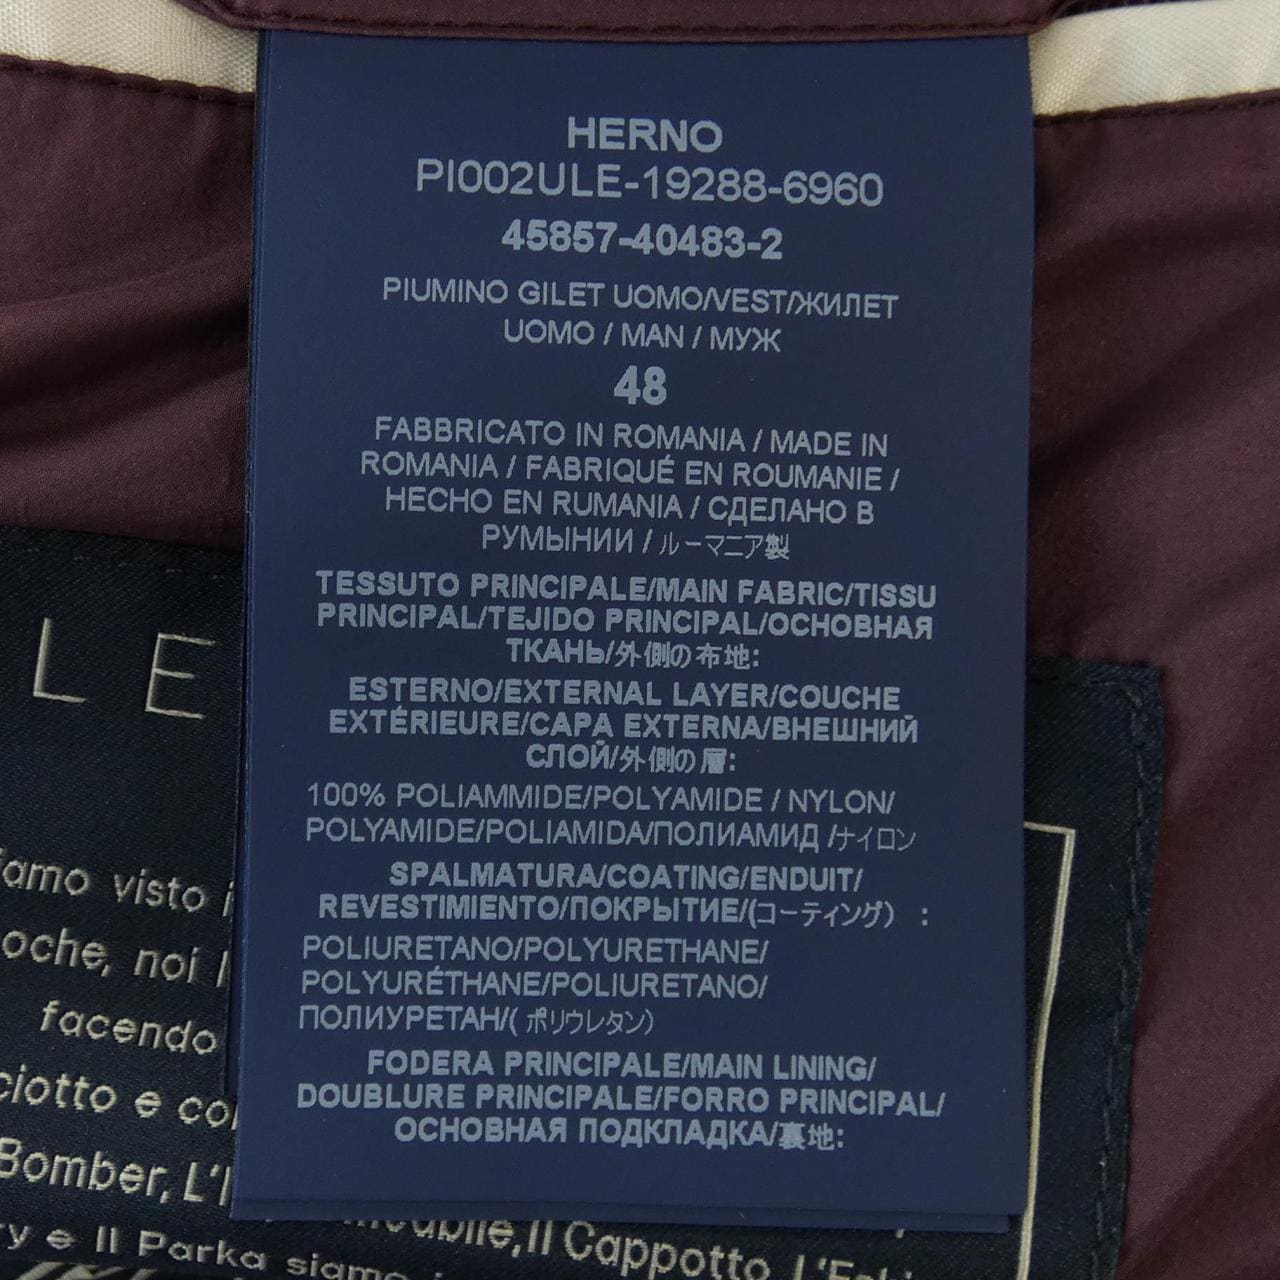 HERNO
PI002ULE-19288-6960
45857-40483-2
PIUMINO GILET UOMO/VEST/ЖИЛЕТ
UOMO / MAN / МУЖ
48
FABBRICATO IN ROMANIA / MADE IN
ROMANIA / FABRIQUÉ EN ROUMANIE /
HECHO EN RUMANIA / СДЕЛАНО В
РУМЫНИИ / ルーマニア製
TESSUTO PRINCIPALE/MAIN FABRIC/TISSU
PRINCIPAL/TEJIDO PRINCIPAL/ОСНОВНАЯ
ТКАНЬ/外側の布地:
ESTERNO/EXTERNAL LAYER/COUCHE
EXTÉRIEURE/CAPA EXTERNA/ВНЕШНИЙ
СЛОЙ/外側の層:
100% POLIAMMIDE/POLYAMIDE / NYLON/
POLYAMIDE/POLIAMIDA/ПОЛИАМИД /ナイロン
SPALMATURA/COATING/ENDUIT/
REVESTIMIENTO/ПОКРЫТИЕ/(コーティング) :
POLIURETANO/POLYURETHANE/
POLYURÉTHANE/POLIURETANO/
ПОЛИУРЕТАН/( ポリウレタン)
FODERA PRINCIPALE/MAIN LINING/
DOUBLURE PRINCIPALE/FORRO PRINCIPAL/
ОСНОВНАЯ ПОДКЛАДКА/裏地:
L E
iamo visto i
oche, noi
facendo
ciotto e co
Bomber, L'I
Il Cappotto, L'E
ry e Il Parka siamo